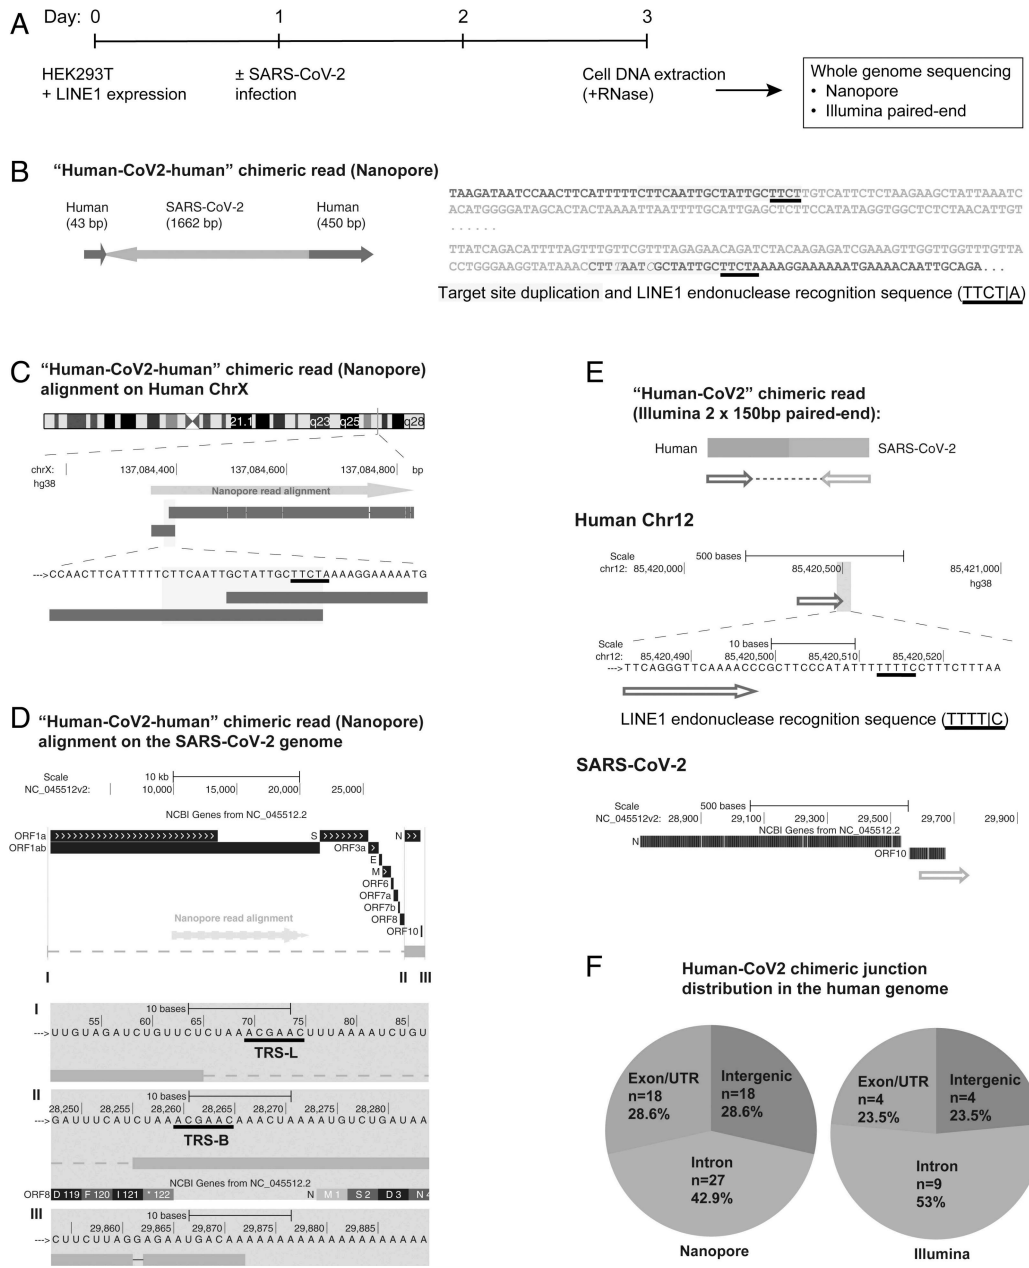 A
Day: 0 1 2 3
HEK293T
+ LINE1 expression
± SARS-CoV-2
infection
Cell DNA extraction
(+RNase)
Whole genome sequencing
• Nanopore
• Illumina paired-end
B
“Human-CoV2-human” chimeric read (Nanopore)
Human
(43 bp)
SARS-CoV-2
(1662 bp)
Human
(450 bp)
TAAGATAATCCAACTTCATTTTTCTTCAATTGCTATTGCTTCTTGTCATTCTCTAAGAAGCTATTAAATC
ACATGGGGATAGCACTACTAAAATTAATTTTGCATTGAGCTCTTCCATATAGGTGGCTCTCTAACATTGT
......
TTATCAGACATTTTAGTTTGTTCGTTTAGAGAACAGATCTACAAGAGATCGAAAGTTGGTTGGTTTGTTA
CCTGGGAAGGTATAAACCTTTAATCGCTATTGCTTCTAAAAGGAAAAAATGAAAACAATTGCAGA...
Target site duplication and LINE1 endonuclease recognition sequence (TTCT|A)
C
“Human-CoV2-human” chimeric read (Nanopore)
alignment on Human ChrX
21.1 q23 q25 q28
chrX: 137,084,400| 137,084,600| 137,084,800| bp
hg38
Nanopore read alignment
--->CCAACTTCATTTTTCTTCAATTGCTATTGCTTCTAAAAGGAAAAATG
D
“Human-CoV2-human” chimeric read (Nanopore)
alignment on the SARS-CoV-2 genome
Scale 10 kb
NC_045512v2: 10,000| 15,000| 20,000| 25,000|
NCBI Genes from NC_045512.2
ORF1a S N
ORF1ab ORF3a
E
M
ORF6
ORF7a
ORF7b
ORF8
ORF10
Nanopore read alignment
I II III
I
10 bases
55| 60| 65| 70| 75| 80| 85|
--->UUGUAGAUCUGUUCUCUAAACGAACUUUAAAAUCUGU
TRS-L
II
10 bases
28,250| 28,255| 28,260| 28,265| 28,270| 28,275| 28,280|
--->GAUUUCAUCUAAACGAACAAACUAAAAUGUCUGAUAA
TRS-B
NCBI Genes from NC_045512.2
ORF8 D 119 F 120 I 121 * 122 N M 1 S 2 D 3 N 4
III
10 bases
29,860| 29,865| 29,870| 29,875| 29,880| 29,885|
--->CUUCUUAGGAGAAUGACAAAAAAAAAAAAAAAAAAAA
E
“Human-CoV2” chimeric read
(Illumina 2 x 150bp paired-end):
Human SARS-CoV-2
Human Chr12
Scale 500 bases
chr12: 85,420,000| 85,420,500| 85,421,000|
hg38
Scale 10 bases
chr12: 85,420,490| 85,420,500| 85,420,510| 85,420,520|
--->TTCAGGGTTCAAAACCCGCTTCCCATATTTTTTTCCTTTCTTTAA
LINE1 endonuclease recognition sequence (TTTT|C)
SARS-CoV-2
Scale 500 bases
NC_045512v2: 28,900| 29,100| 29,300| 29,500| 29,700| 29,900|
NCBI Genes from NC_045512.2
N
ORF10
F
Human-CoV2 chimeric junction
distribution in the human genome
Exon/UTR
n=18
28.6%
Intergenic
n=18
28.6%
Intron
n=27
42.9%
Nanopore
Exon/UTR
n=4
23.5%
Intergenic
n=4
23.5%
Intron
n=9
53%
Illumina